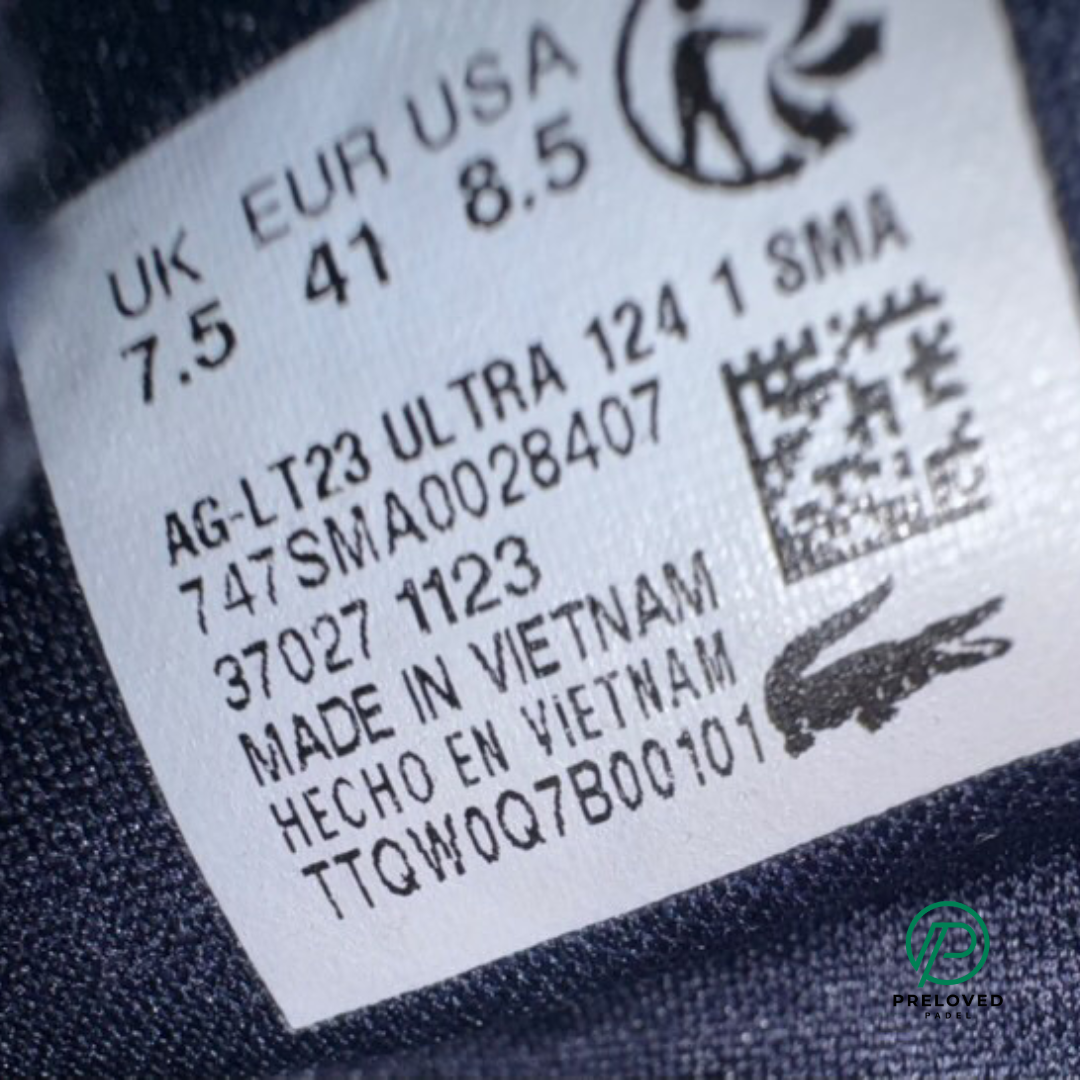 UK EUR USA
7.5 41 8.5
AG-LT23 ULTRA 124 1 SMA
747SMA0028407
37027 1123
MADE IN VIETNAM
HECHO EN VIETNAM
TTQW0Q7B00101
PRELOVED
PADEL